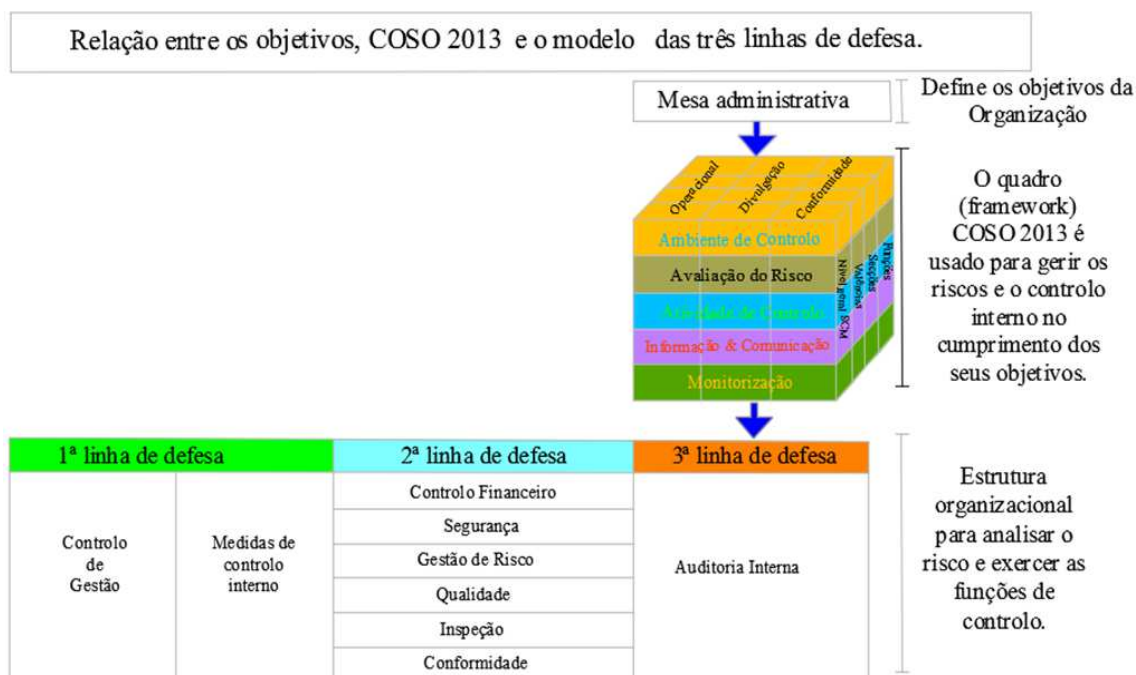 Relação entre os objetivos, COSO 2013 e o modelo das três linhas de defesa.
Mesa administrativa
Define os objetivos da
Organização
Operacional
Divulgação
Conformidade
Ambiente de Controlo
Avaliação do Risco
Atividade de Controlo
Informação & Comunicação
Monitorização
Nível geral SCM
Valências
Secções
Funções
O quadro
(framework)
COSO 2013 é
usado para gerir os
riscos e o controlo
interno no
cumprimento dos
seus objetivos.
1ª linha de defesa
2ª linha de defesa
3ª linha de defesa
Controlo
de
Gestão
Medidas de
controlo
interno
Controlo Financeiro
Segurança
Gestão de Risco
Qualidade
Inspeção
Conformidade
Auditoria Interna
Estrutura
organizacional
para analisar o
risco e exercer as
funções de
controlo.